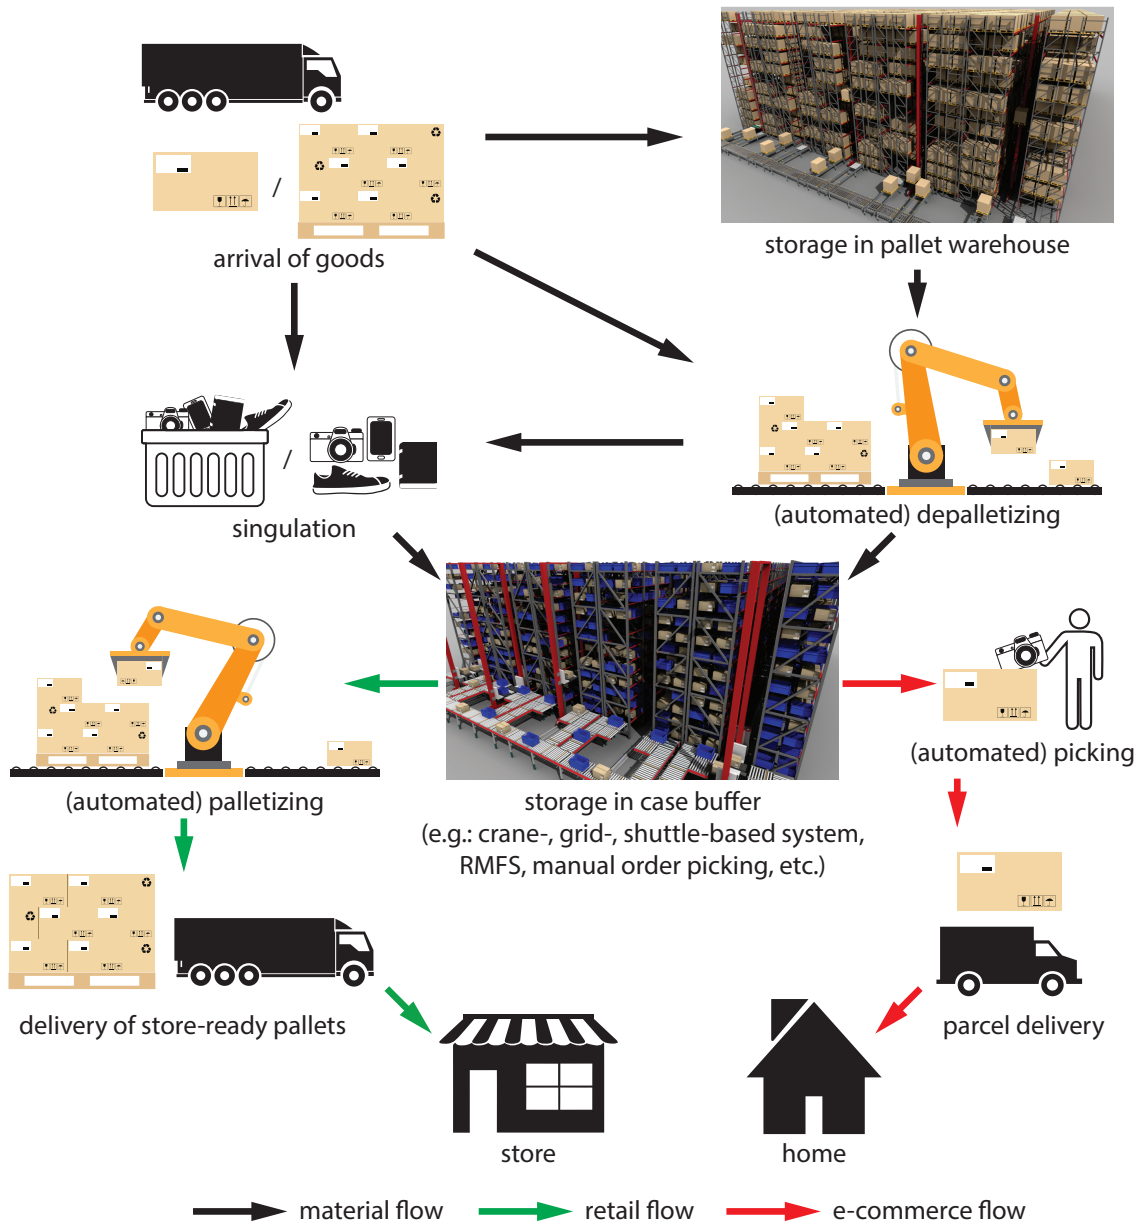 arrival of goods
storage in pallet warehouse
singulation
(automated) depalletizing
(automated) palletizing
storage in case buffer
(e.g.: crane-, grid-, shuttle-based system,
RMFS, manual order picking, etc.)
(automated) picking
delivery of store-ready pallets
parcel delivery
store
home
material flow
retail flow
e-commerce flow